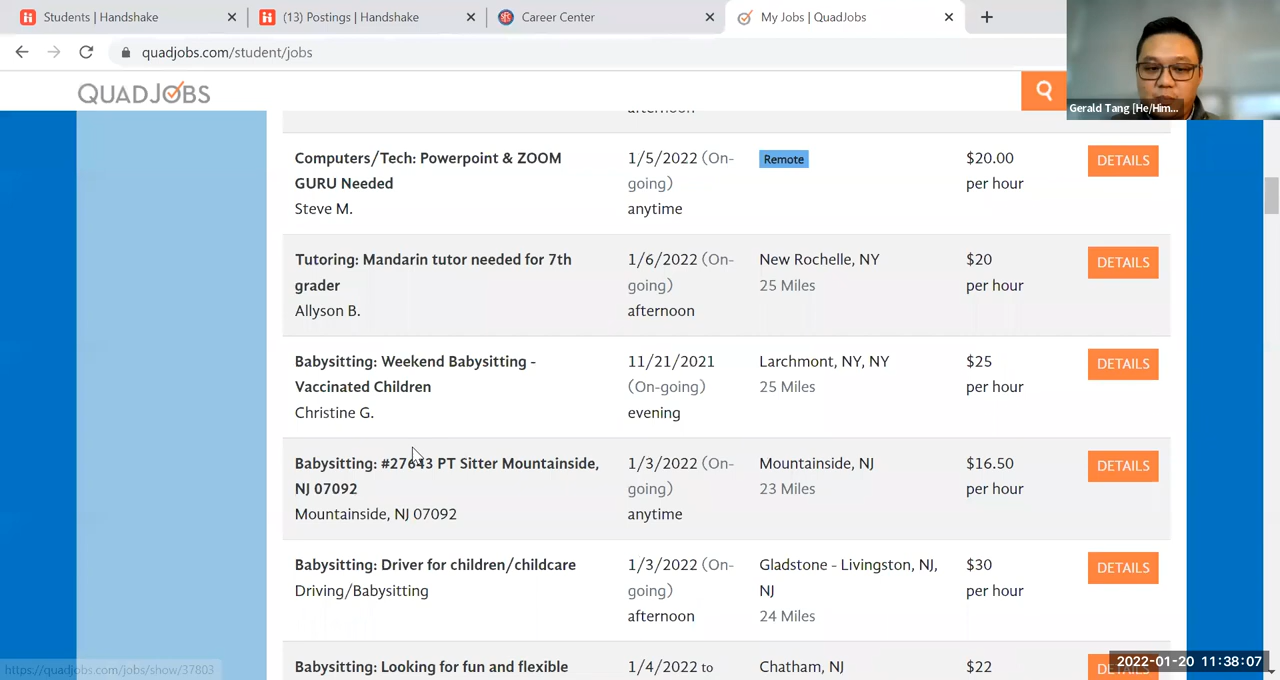 Students | Handshake
(13) Postings | Handshake
Career Center
My Jobs | QuadJobs
quadjobs.com/student/jobs
QUADJOBS
Gerald Tang [He/Him...
afternoon
Computers/Tech: Powerpoint & ZOOM
GURU Needed
Steve M.
1/5/2022 (On-
going)
anytime
Remote
$20.00
per hour
DETAILS
Tutoring: Mandarin tutor needed for 7th
grader
Allyson B.
1/6/2022 (On-
going)
afternoon
New Rochelle, NY
25 Miles
$20
per hour
DETAILS
Babysitting: Weekend Babysitting -
Vaccinated Children
Christine G.
11/21/2021
(On-going)
evening
Larchmont, NY, NY
25 Miles
$25
per hour
DETAILS
Babysitting: #27643 PT Sitter Mountainside,
NJ 07092
Mountainside, NJ 07092
1/3/2022 (On-
going)
anytime
Mountainside, NJ
23 Miles
$16.50
per hour
DETAILS
Babysitting: Driver for children/childcare
Driving/Babysitting
1/3/2022 (On-
going)
afternoon
Gladstone - Livingston, NJ,
NJ
24 Miles
$30
per hour
DETAILS
Babysitting: Looking for fun and flexible
1/4/2022 to
Chatham, NJ
$22
DETAILS
https://quadjobs.com/jobs/show/37803
2022-01-20 11:38:07